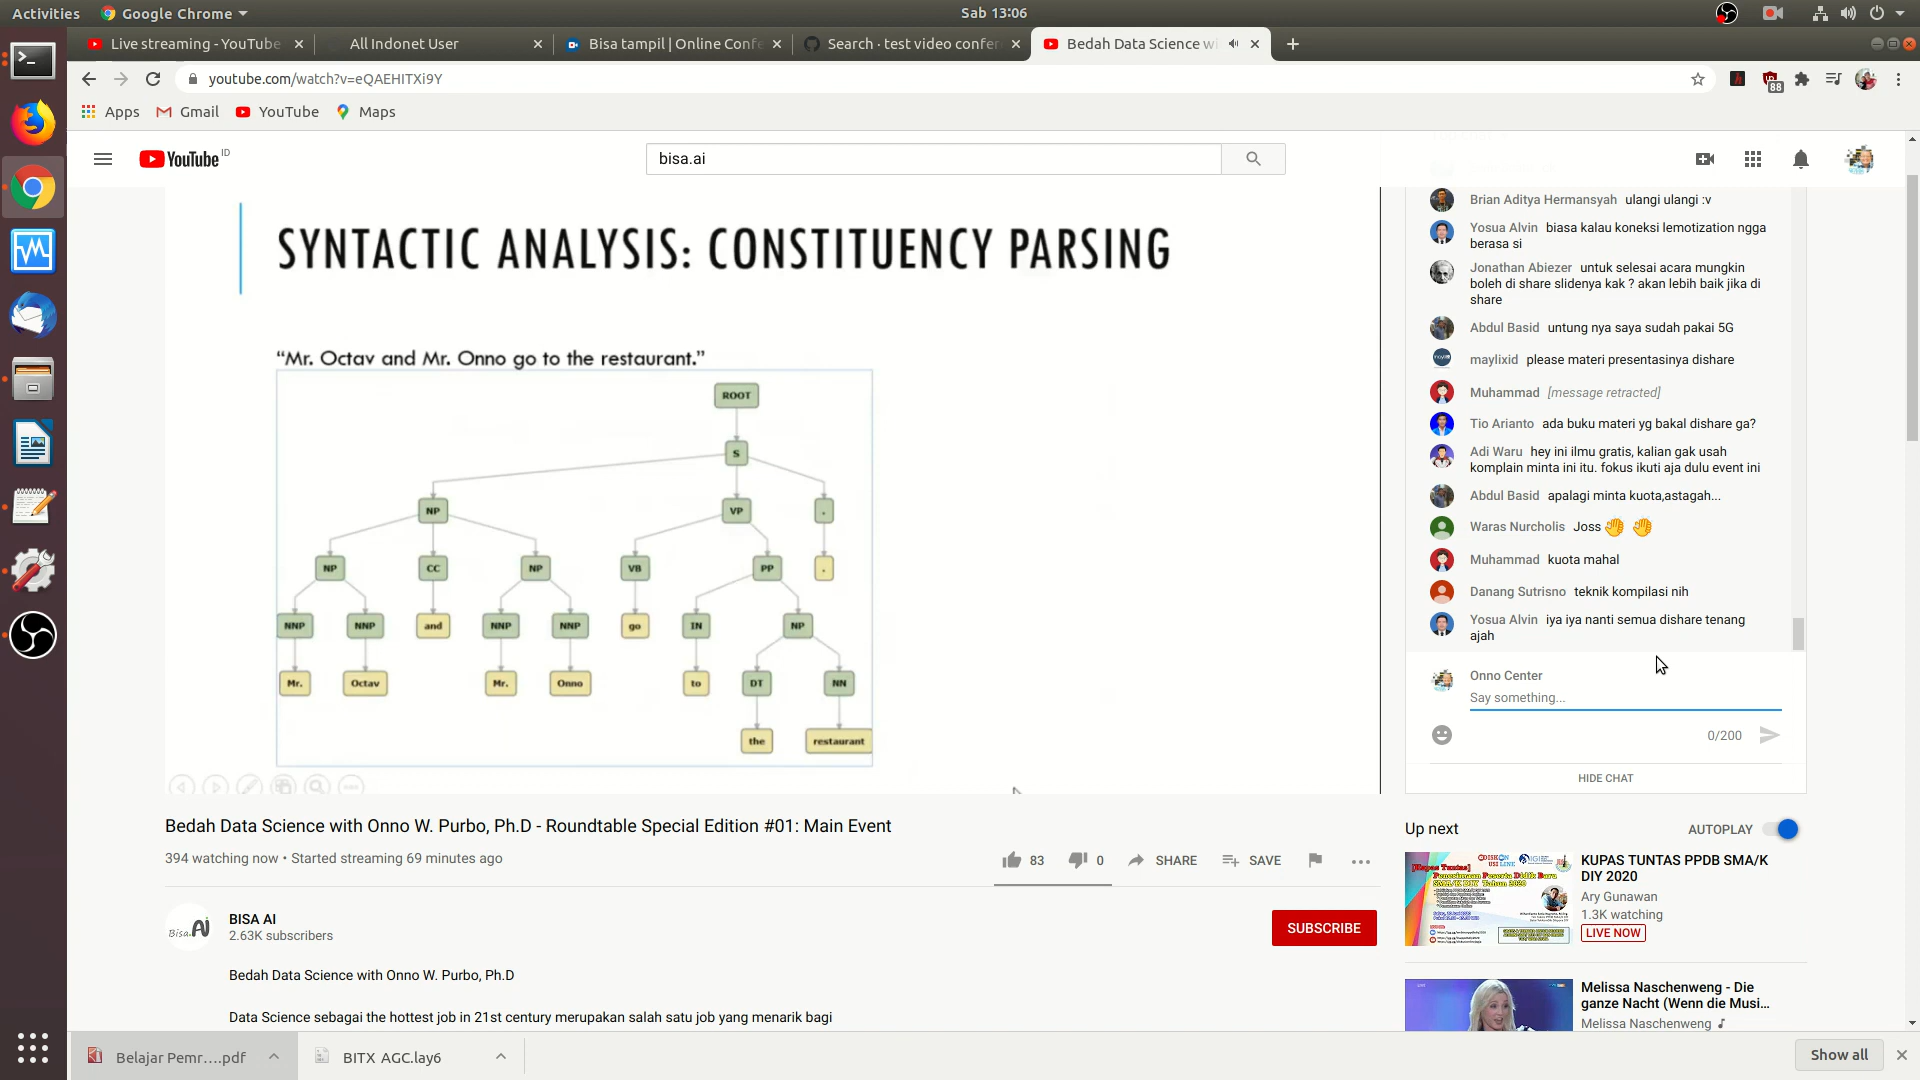 Activities
Google Chrome
Sab 13:06
Live streaming - YouTube
All Indonet User
Bisa tampil | Online Confe
Search · test video confer
Bedah Data Science w
youtube.com/watch?v=eQAEHITXi9Y
88
Apps
Gmail
YouTube
Maps
YouTube ID
bisa.ai
SYNTACTIC ANALYSIS: CONSTITUENCY PARSING
“Mr. Octav and Mr. Onno go to the restaurant.”
ROOT
S
NP VP .
NP CC NP VB PP .
NNP NNP and NNP NNP go IN NP
Mr. Octav Mr. Onno to DT NN
the restaurant
Brian Aditya Hermansyah ulangi ulangi :v
Yosua Alvin biasa kalau koneksi lemotization ngga
berasa si
Jonathan Abiezer untuk selesai acara mungkin
boleh di share slidenya kak ? akan lebih baik jika di
share
Abdul Basid untung nya saya sudah pakai 5G
maylixid please materi presentasinya dishare
Muhammad [message retracted]
Tio Arianto ada buku materi yg bakal dishare ga?
Adi Waru hey ini ilmu gratis, kalian gak usah
komplain minta ini itu. fokus ikuti aja dulu event ini
Abdul Basid apalagi minta kuota,astagah...
Waras Nurcholis Joss👏 👏
Muhammad kuota mahal
Danang Sutrisno teknik kompilasi nih
Yosua Alvin iya iya nanti semua dishare tenang
ajah
Onno Center
Say something...
0/200
HIDE CHAT
Bedah Data Science with Onno W. Purbo, Ph.D - Roundtable Special Edition #01: Main Event
394 watching now • Started streaming 69 minutes ago
83
0
SHARE
SAVE
Bisa.AI
BISA AI
2.63K subscribers
SUBSCRIBE
Bedah Data Science with Onno W. Purbo, Ph.D
Data Science sebagai the hottest job in 21st century merupakan salah satu job yang menarik bagi
Up next
AUTOPLAY
KUPAS TUNTAS PPDB SMA/K
DIY 2020
Ary Gunawan
1.3K watching
LIVE NOW
Melissa Naschenweng - Die
ganze Nacht (Wenn die Musi...
Melissa Naschenweng
Belajar Pemr....pdf
BITX AGC.lay6
Show all